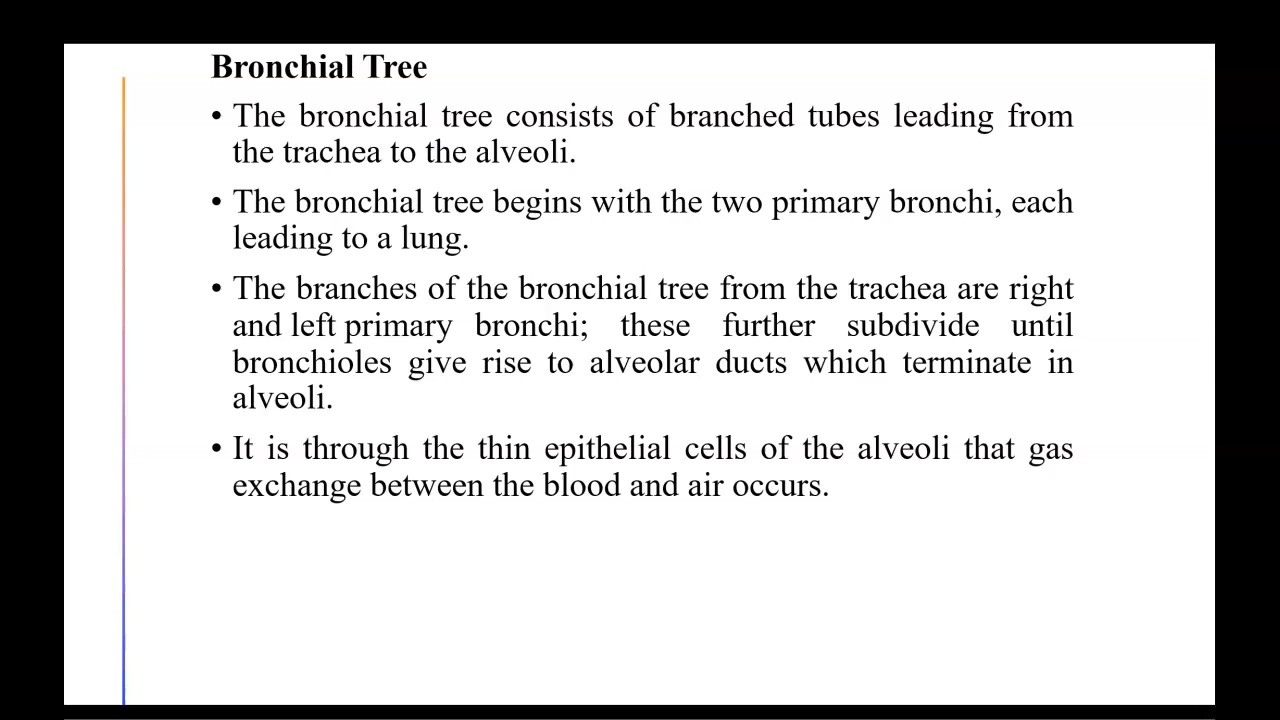 Bronchial Tree
• The bronchial tree consists of branched tubes leading from
the trachea to the alveoli.
• The bronchial tree begins with the two primary bronchi, each
leading to a lung.
• The branches of the bronchial tree from the trachea are right
and left primary bronchi; these further subdivide until
bronchioles give rise to alveolar ducts which terminate in
alveoli.
• It is through the thin epithelial cells of the alveoli that gas
exchange between the blood and air occurs.